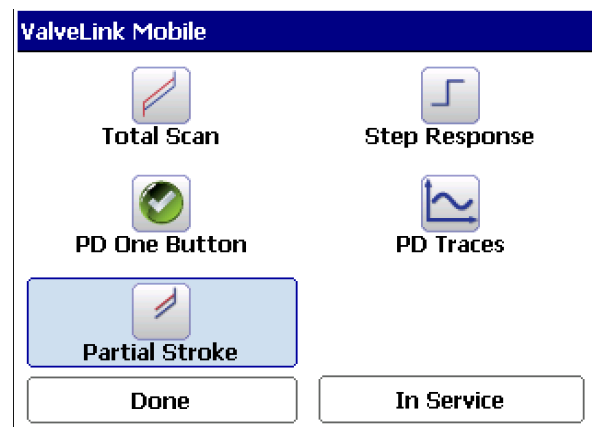 ValveLink Mobile
Total Scan
Step Response
PD One Button
PD Traces
Partial Stroke
Done
In Service